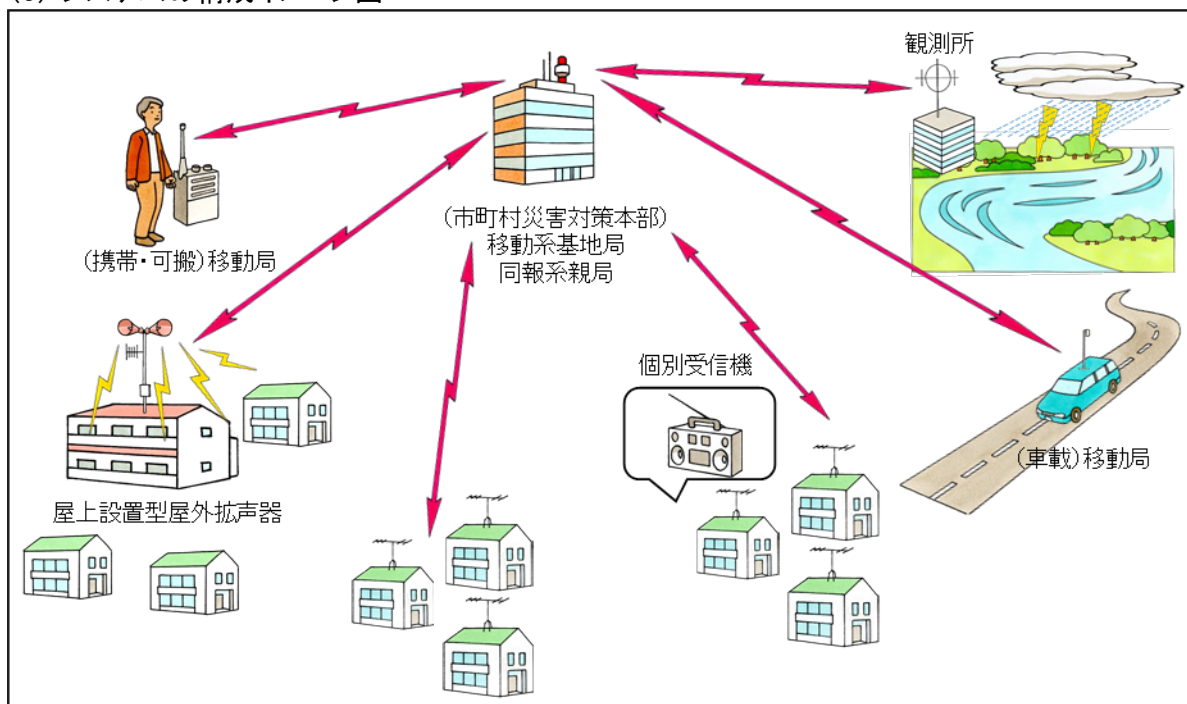 観測所
(市町村災害対策本部)
移動系基地局
同報系親局
(携帯・可搬)移動局
個別受信機
(車載)移動局
屋上設置型屋外拡声器